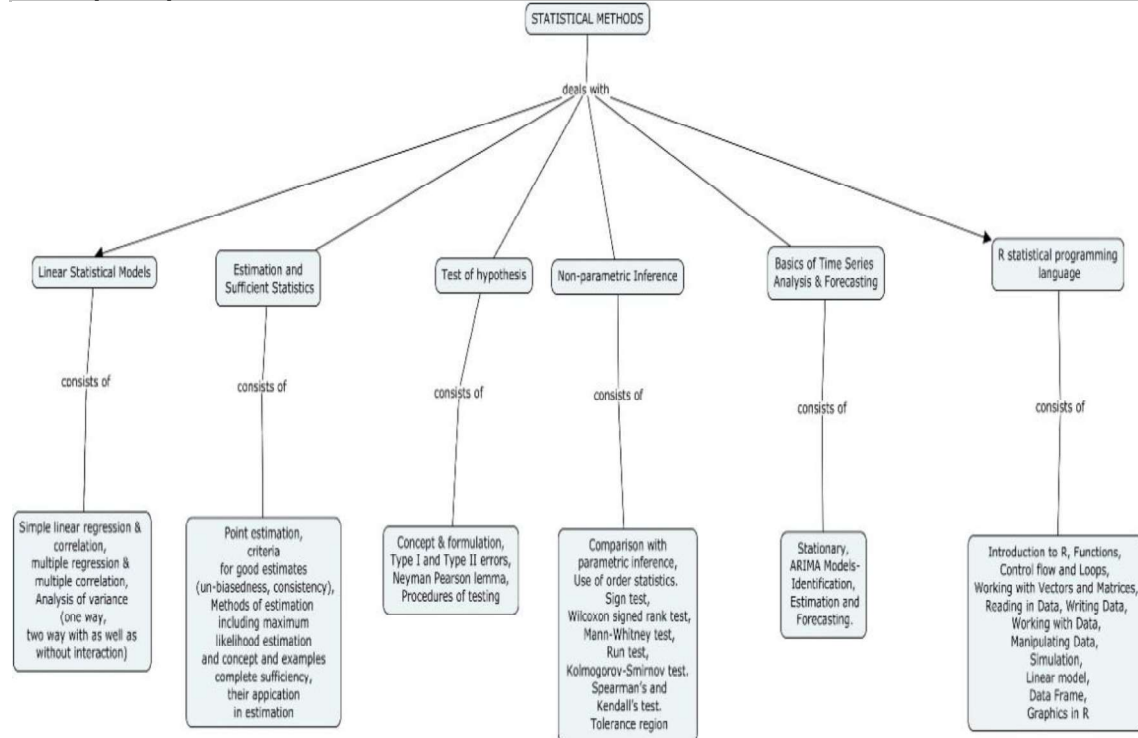 STATISTICAL METHODS
deals with
Linear Statistical Models
Estimation and
Sufficient Statistics
Test of hypothesis
Non-parametric Inference
Basics of Time Series
Analysis & Forecasting
R statistical programming
language
consists of
consists of
consists of
consists of
consists of
consists of
Simple linear regression &
correlation,
multiple regression &
multiple correlation,
Analysis of variance
(one way,
two way with as well as
without interaction)
Point estimation,
criteria
for good estimates
(un-biasedness, consistency),
Methods of estimation
including maximum
likelihood estimation
and concept and examples
complete sufficiency,
their appication
in estimation
Concept & formulation,
Type I and Type II errors,
Neyman Pearson lemma,
Procedures of testing
Comparison with
parametric inference,
Use of order statistics.
Sign test,
Wilcoxon signed rank test,
Mann-Whitney test,
Run test,
Kolmogorov-Smirnov test.
Spearman's and
Kendall's test.
Tolerance region
Stationary,
ARIMA Models-
Identification,
Estimation and
Forecasting.
Introduction to R, Functions,
Control flow and Loops,
Working with Vectors and Matrices,
Reading in Data, Writing Data,
Working with Data,
Manipulating Data,
Simulation,
Linear model,
Data Frame,
Graphics in R